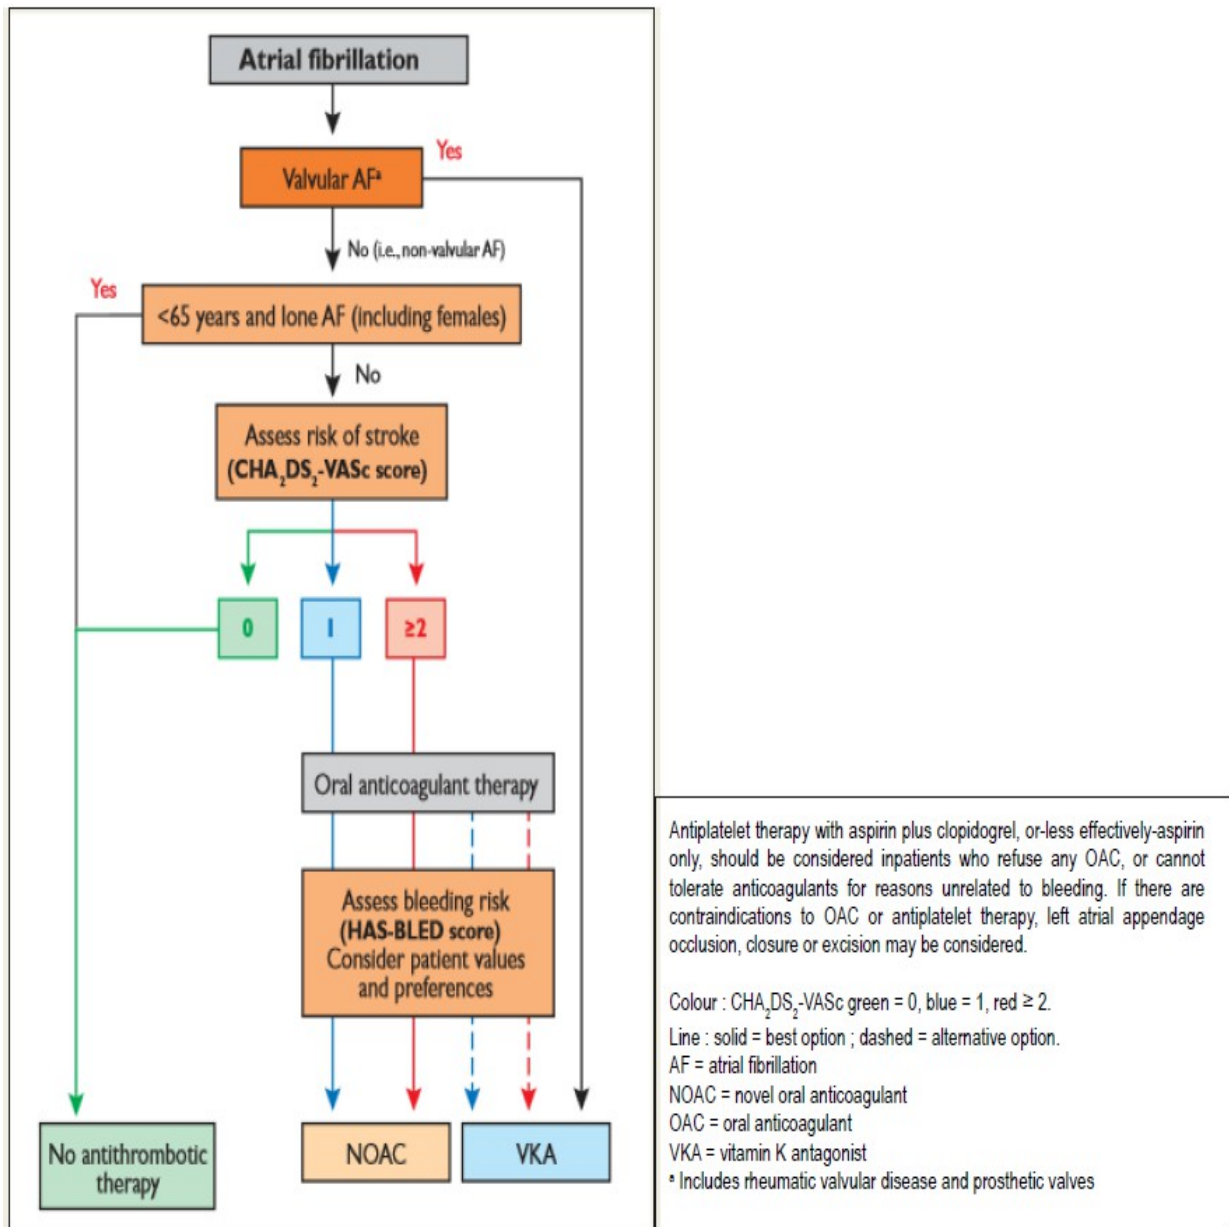 Atrial fibrillation
Yes
Valvular AFª
No (i.e., non-valvular AF)
Yes
<65 years and lone AF (including females)
No
Assess risk of stroke
(CHA₂DS₂-VASc score)
0
1
≥2
Oral anticoagulant therapy
Assess bleeding risk
(HAS-BLED score)
Consider patient values
and preferences
No antithrombotic
therapy
NOAC
VKA
Antiplatelet therapy with aspirin plus clopidogrel, or-less effectively-aspirin
only, should be considered inpatients who refuse any OAC, or cannot
tolerate anticoagulants for reasons unrelated to bleeding. If there are
contraindications to OAC or antiplatelet therapy, left atrial appendage
occlusion, closure or excision may be considered.
Colour : CHA₂DS₂-VASc green = 0, blue = 1, red ≥ 2.
Line : solid = best option ; dashed = alternative option.
AF = atrial fibrillation
NOAC = novel oral anticoagulant
OAC = oral anticoagulant
VKA = vitamin K antagonist
ª Includes rheumatic valvular disease and prosthetic valves